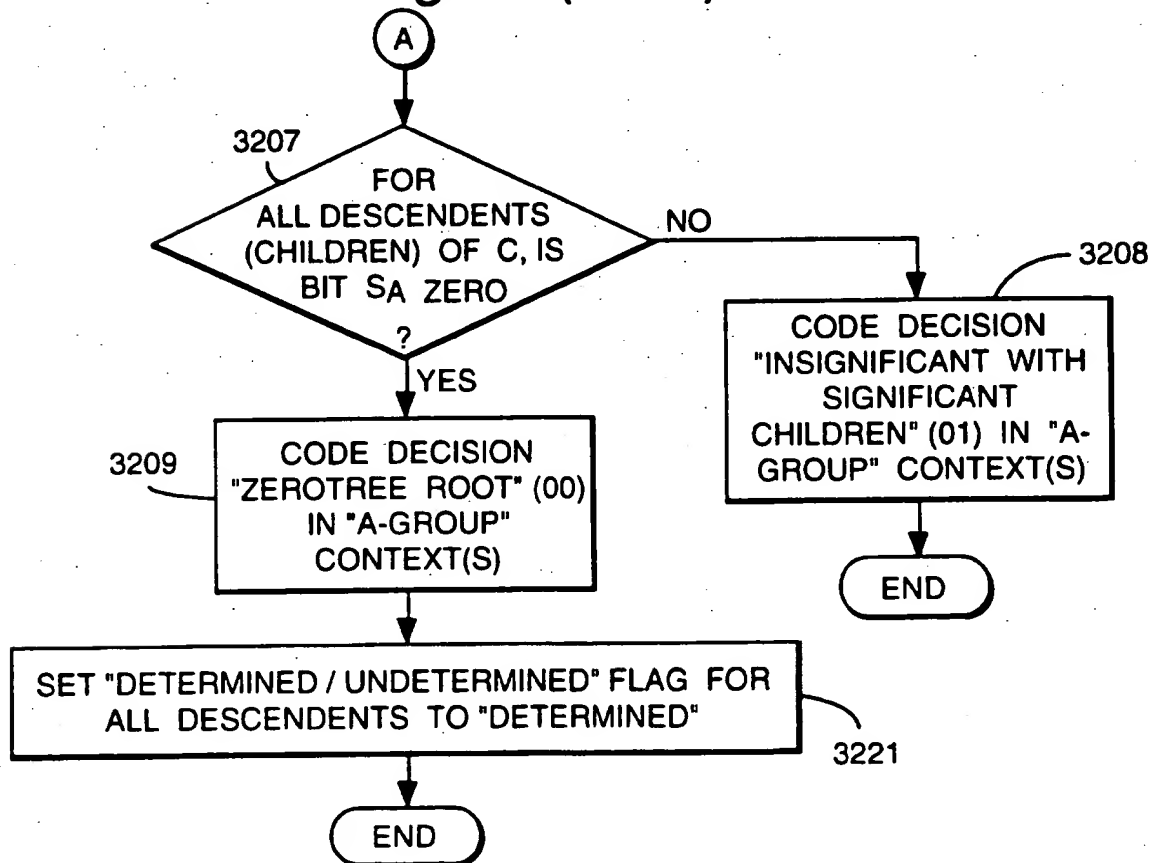 A
3207
FOR
ALL DESCENDENTS
(CHILDREN) OF C, IS
BIT SA ZERO
?
NO
YES
3208
CODE DECISION
"INSIGNIFICANT WITH
SIGNIFICANT
CHILDREN" (01) IN "A-
GROUP" CONTEXT(S)
END
3209
CODE DECISION
"ZEROTREE ROOT" (00)
IN "A-GROUP"
CONTEXT(S)
SET "DETERMINED / UNDETERMINED" FLAG FOR
ALL DESCENDENTS TO "DETERMINED"
3221
END